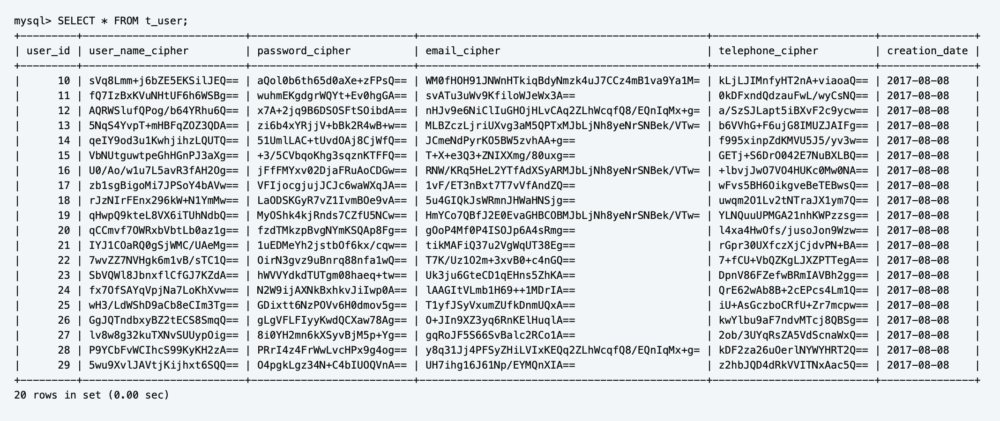 mysql> SELECT * FROM t_user;
+---------+--------------------------+--------------------------+----------------------------------------------+--------------------------+---------------+
| user_id | user_name_cipher         | password_cipher          | email_cipher                                 | telephone_cipher         | creation_date |
+---------+--------------------------+--------------------------+----------------------------------------------+--------------------------+---------------+
|      10 | sVq8Lmm+j6bZE5EKSilJEQ== | aQol0b6th65d0aXe+zFPsQ== | WM0fHOH91JNWnHTkiqBdyNmzk4uJ7CCz4mB1va9Ya1M= | kLjLJIMnfyHT2nA+viaoaQ== | 2017-08-08    |
|      11 | fQ7IzBxKVuNHtUF6h6WSBg== | wuhmEKgdgrWQYt+Ev0hgGA== | svATu3uWv9KfiloWJeWx3A==                     | 0kDFxndQdzauFwL/wyCsNQ== | 2017-08-08    |
|      12 | AQRWSlufQPog/b64YRhu6Q== | x7A+2jq9B6DSOSFtSOibdA== | nHJv9e6NiClIuGHOjHLvCAq2ZLhWcqfQ8/EQnIqMx+g= | a/SzSJLapt5iBXvF2c9ycw== | 2017-08-08    |
|      13 | 5NqS4YvpT+mHBFqZOZ3QDA== | zi6b4xYRjjV+bBk2R4wB+w== | MLBZczLjriUXvg3aM5QPTxMJbLjNh8yeNrSNBek/VTw= | b6VVhG+F6ujG8IMUZJAIFg== | 2017-08-08    |
|      14 | qeIY9od3u1KwhjihzLQUTQ== | 51UmlLAC+tUvdOAj8CjWfQ== | JCmeNdPyrKO5BW5zvhAA+g==                     | f995xinpZdKMVU5J5/yv3w== | 2017-08-08    |
|      15 | VbNUtguwtpeGhHGnPJ3aXg== | +3/5CVbqoKhg3sqznKTFFQ== | T+X+e3Q3+ZNIXXmg/80uxg==                     | GETj+S6DrO042E7NuBXLBQ== | 2017-08-08    |
|      16 | U0/Ao/w1u7L5avR3fAH2Og== | jFfFMYxv02DjaFRuAoCDGw== | RNW/KRq5HeL2YTfAdXSyARMJbLjNh8yeNrSNBek/VTw= | +lbvjJwO7VO4HUKc0Mw0NA== | 2017-08-08    |
|      17 | zb1sgBigoMi7JPSoY4bAVw== | VFIjocgjujJCJc6waWXqJA== | 1vF/ET3nBxt7T7vVfAndZQ==                     | wFvs5BH6OikgveBeTEBwsQ== | 2017-08-08    |
|      18 | rJzNIrFEnx296kW+N1YmMw== | LaODSKGyR7vZ1IvmBOe9vA== | 5u4GIQkJsWRmnJHWaHNSjg==                     | uwqm2O1Lv2tNTraJX1ym7Q== | 2017-08-08    |
|      19 | qHwpQ9kteL8VX6iTUhNdbQ== | MyOShk4kjRnds7CZfU5NCw== | HmYCo7QBfJ2E0EvaGHBCOBMJbLjNh8yeNrSNBek/VTw= | YLNQuuUPMGA21nhKWPzzsg== | 2017-08-08    |
|      20 | qCCmvf7OWRxbVbtLb0az1g== | fzdTMkzpBvgNYmKSQAp8Fg== | gOoP4Mf0P4ISOJp6A4sRmg==                     | l4xa4HwOfs/jusoJon9Wzw== | 2017-08-08    |
|      21 | IYJ1COaRQ0gSjWMC/UAeMg== | 1uEDMeYh2jstbOf6kx/cqw== | tikMAFiQ37u2VgWqUT38Eg==                     | rGpr30UXfczXjCjdvPN+BA== | 2017-08-08    |
|      22 | 7wvZZ7NVHgk6m1vB/sTC1Q== | OirN3gvz9uBnrq88nfa1wQ== | T7K/Uz1O2m+3xvB0+c4nGQ==                     | 7+fCU+VbQZKgLJXZPTTegA== | 2017-08-08    |
|      23 | SbVQWl8JbnxflCfGJ7KZdA== | hWVVYdkdTUTgm08haeq+tw== | Uk3ju6GteCD1qEHns5ZhKA==                     | DpnV86FZefwBRmIAVBh2gg== | 2017-08-08    |
|      24 | fx7OfSAYqVpjNa7LoKhXvw== | N2W9ijAXNkBxhkvJiIwp0A== | lAAGItVLmb1H69++1MDrIA==                     | QrE62wAb8B+2cEPcs4Lm1Q== | 2017-08-08    |
|      25 | wH3/LdWShD9aCb8eCIm3Tg== | GDixtt6NzPOVv6H0dmov5g== | T1yfJSyVxumZUfkDnmUQxA==                     | iU+AsGczboCRfU+Zr7mcpw== | 2017-08-08    |
|      26 | GgJQTndbxyBZ2tECS8SmqQ== | gLgVFLFIyyKwdQCXaw78Ag== | O+JIn9XZ3yq6RnKElHuqlA==                     | kwYlbu9aF7ndvMTcj8QBSg== | 2017-08-08    |
|      27 | lv8w8g32kuTXNvSUUypOig== | 8i0YH2mn6kXSyvBjM5p+Yg== | gqRoJF5S66SvBalc2RCo1A==                     | 2ob/3UYqRsZA5VdScnaWxQ== | 2017-08-08    |
|      28 | P9YCbFvWCIhcS99KyKH2zA== | PRrI4z4FrWwLvcHPx9g4og== | y8q31Jj4PFSyZHiLVIxKEQq2ZLhWcqfQ8/EQnIqMx+g= | kDF2za26uOerlNYWYHRT2Q== | 2017-08-08    |
|      29 | 5wu9XvlJAVtjKijhxt6SQQ== | O4pgkLgz34N+C4bIUOQVnA== | UH7ihg16J61Np/EYMQnXIA==                     | z2hbJQD4dRkVVITNxAac5Q== | 2017-08-08    |
+---------+--------------------------+--------------------------+----------------------------------------------+--------------------------+---------------+
20 rows in set (0.00 sec)